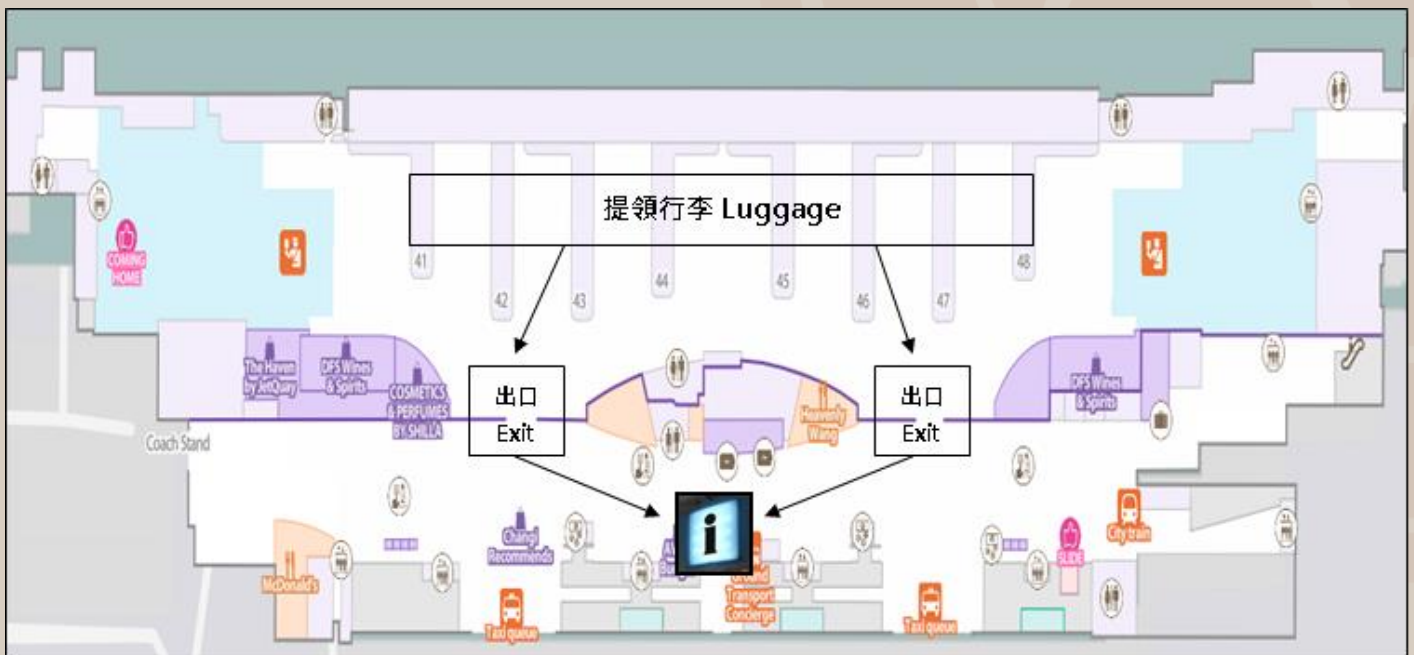 提領行李 Luggage
41
42
43
44
45
46
47
48
COMING
HOME
The Haven
by JetQuay
DFS Wines
& Spirits
COSMETICS
& PERFUMES
BY SHILLA
出口
Exit
Heavenly
Wang
出口
Exit
DFS Wines
& Spirits
Coach Stand
i
Changi
Recommends
SLIDE
City train
McDonald's
Ground
Transport
Concierge
Taxi queue
Taxi queue